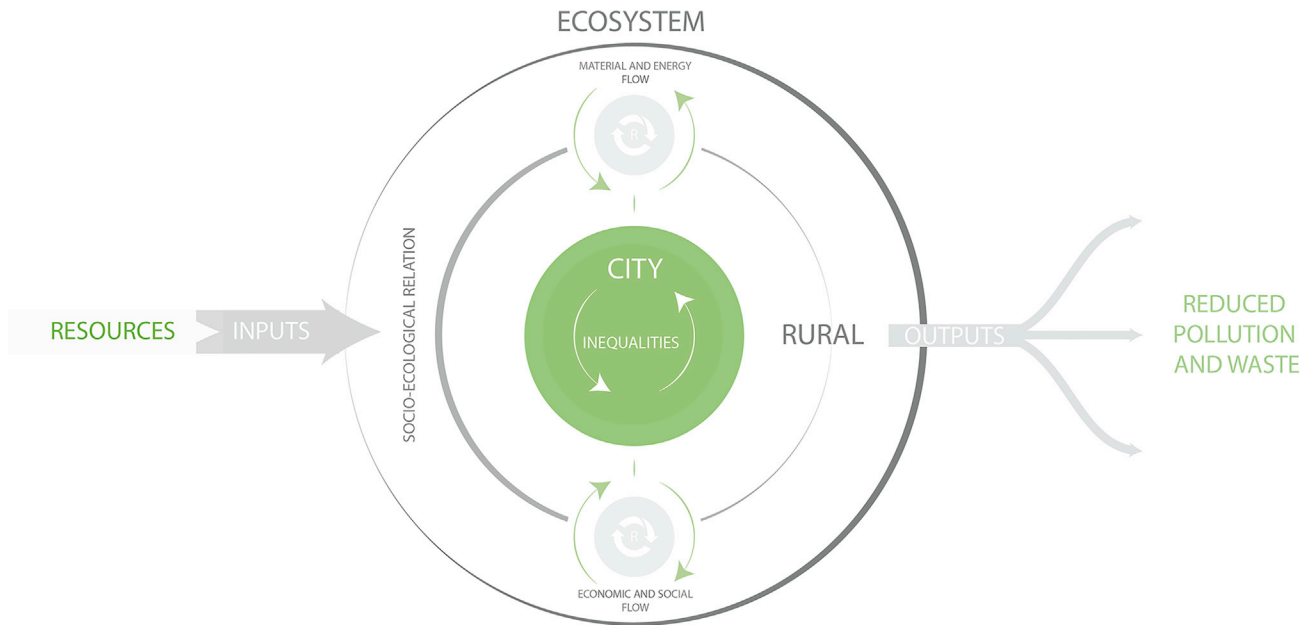 ECOSYSTEM
MATERIAL AND ENERGY
FLOW
R
SOCIO-ECOLOGICAL RELATION
CITY
INEQUALITIES
RESOURCES
INPUTS
RURAL
OUTPUTS
REDUCED
POLLUTION
AND WASTE
R
ECONOMIC AND SOCIAL
FLOW